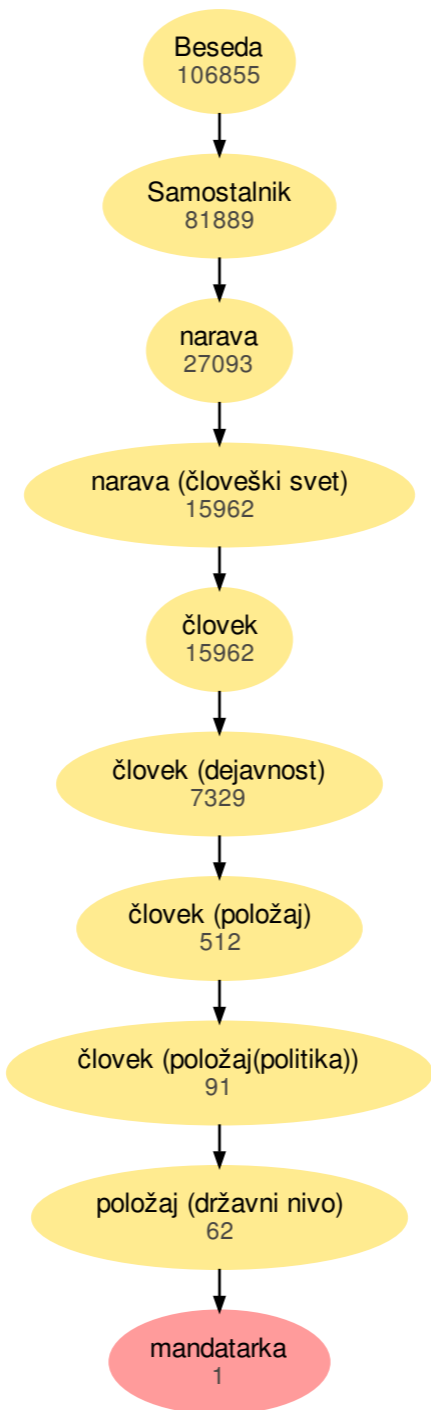 Beseda
106855
Samostalnik
81889
narava
27093
narava (človeški svet)
15962
človek
15962
človek (dejavnost)
7329
človek (položaj)
512
človek (položaj(politika))
91
položaj (državni nivo)
62
mandatarka
1